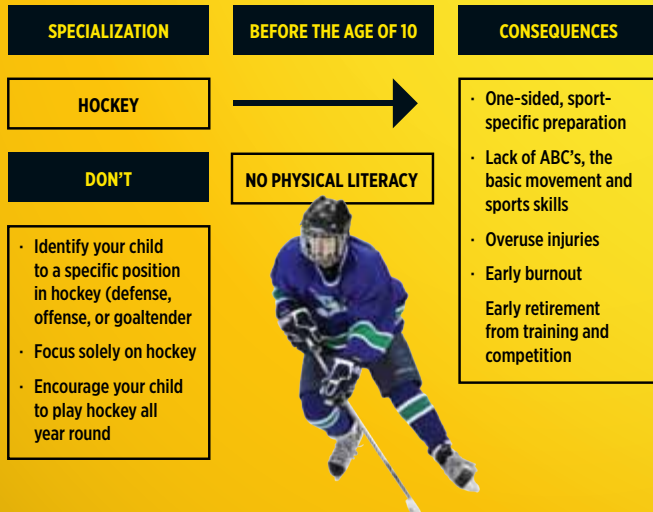 SPECIALIZATION
BEFORE THE AGE OF 10
CONSEQUENCES
HOCKEY
· One-sided, sport-
specific preparation
· Lack of ABC's, the
basic movement and
sports skills
· Overuse injuries
· Early burnout
Early retirement
from training and
competition
DON'T
NO PHYSICAL LITERACY
· Identify your child
to a specific position
in hockey (defense,
offense, or goaltender
· Focus solely on hockey
· Encourage your child
to play hockey all
year round